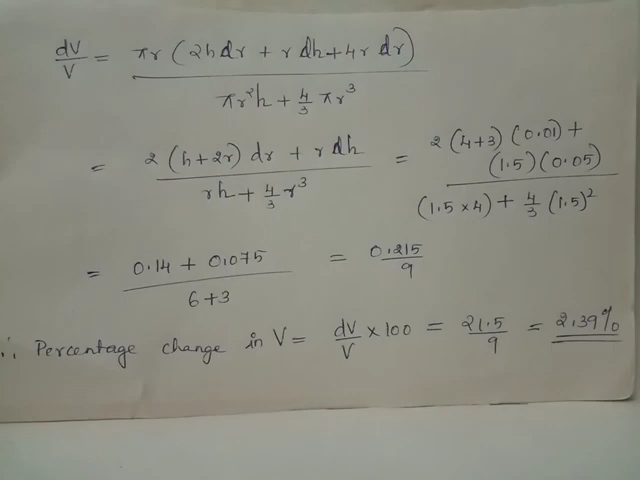 dV/V = πr (2h dr + r dh + 4r dr) / πr²h + 4/3 πr³
= 2 (h+2r) dr + r dh / rh + 4/3 r³ = 2 (4+3) (0.01) + (1.5) (0.05) / (1.5 × 4) + 4/3 (1.5)²
= 0.14 + 0.075 / 6+3 = 0.215 / 9
∴ Percentage change in V = dV/V × 100 = 21.5 / 9 = 2.39%